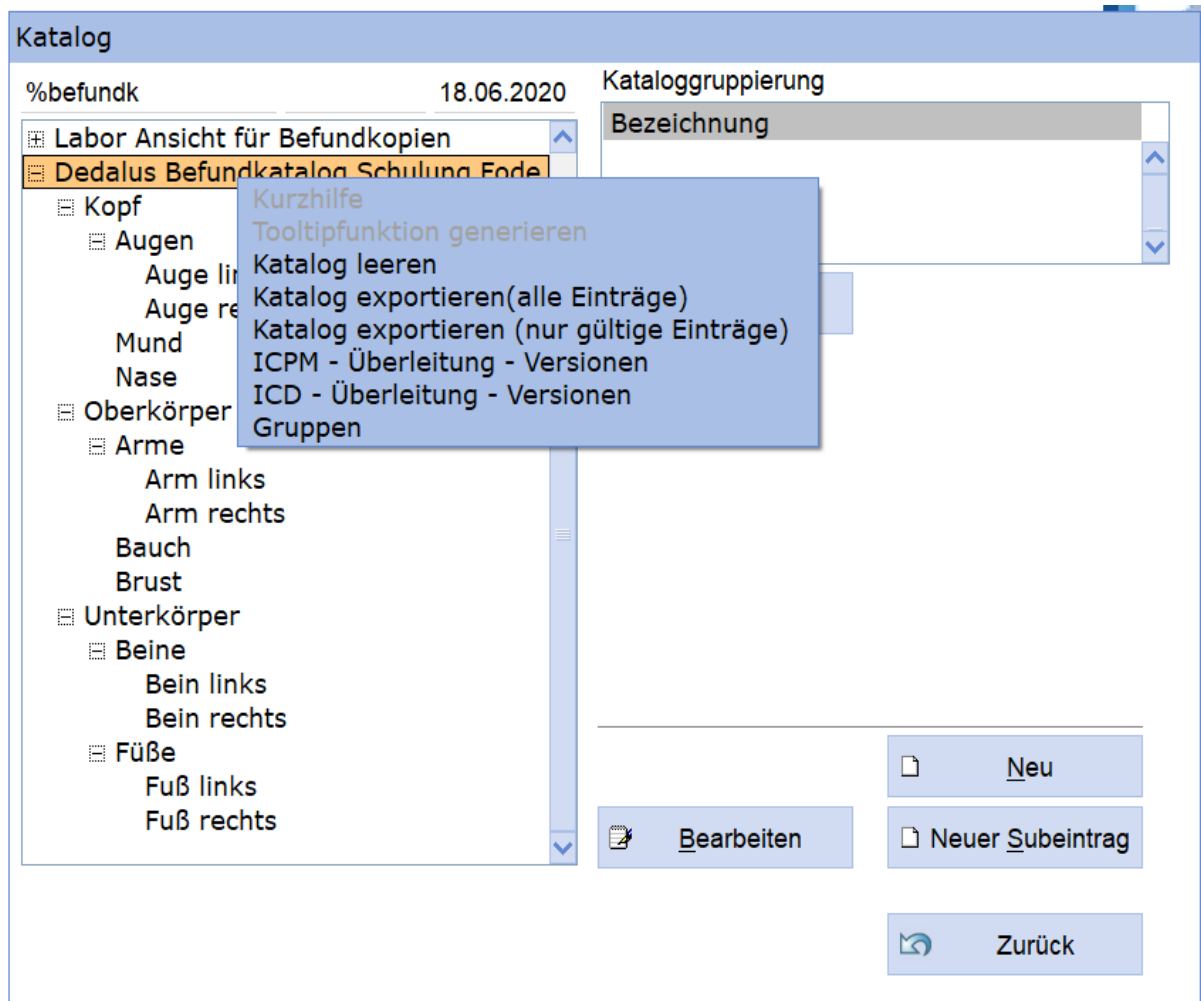 Katalog
%befundk 18.06.2020
Kataloggruppierung
Bezeichnung
Labor Ansicht für Befundkopien
Dedalus Befundkatalog Schulung Fode
Kopf
Augen
Auge
Auge
Mund
Nase
Oberkörper
Arme
Arm links
Arm rechts
Bauch
Brust
Unterkörper
Beine
Bein links
Bein rechts
Füße
Fuß links
Fuß rechts
Kurzhilfe
Tooltipfunktion generieren
Katalog leeren
Katalog exportieren(alle Einträge)
Katalog exportieren (nur gültige Einträge)
ICPM - Überleitung - Versionen
ICD - Überleitung - Versionen
Gruppen
Neu
Bearbeiten
Neuer Subeintrag
Zurück